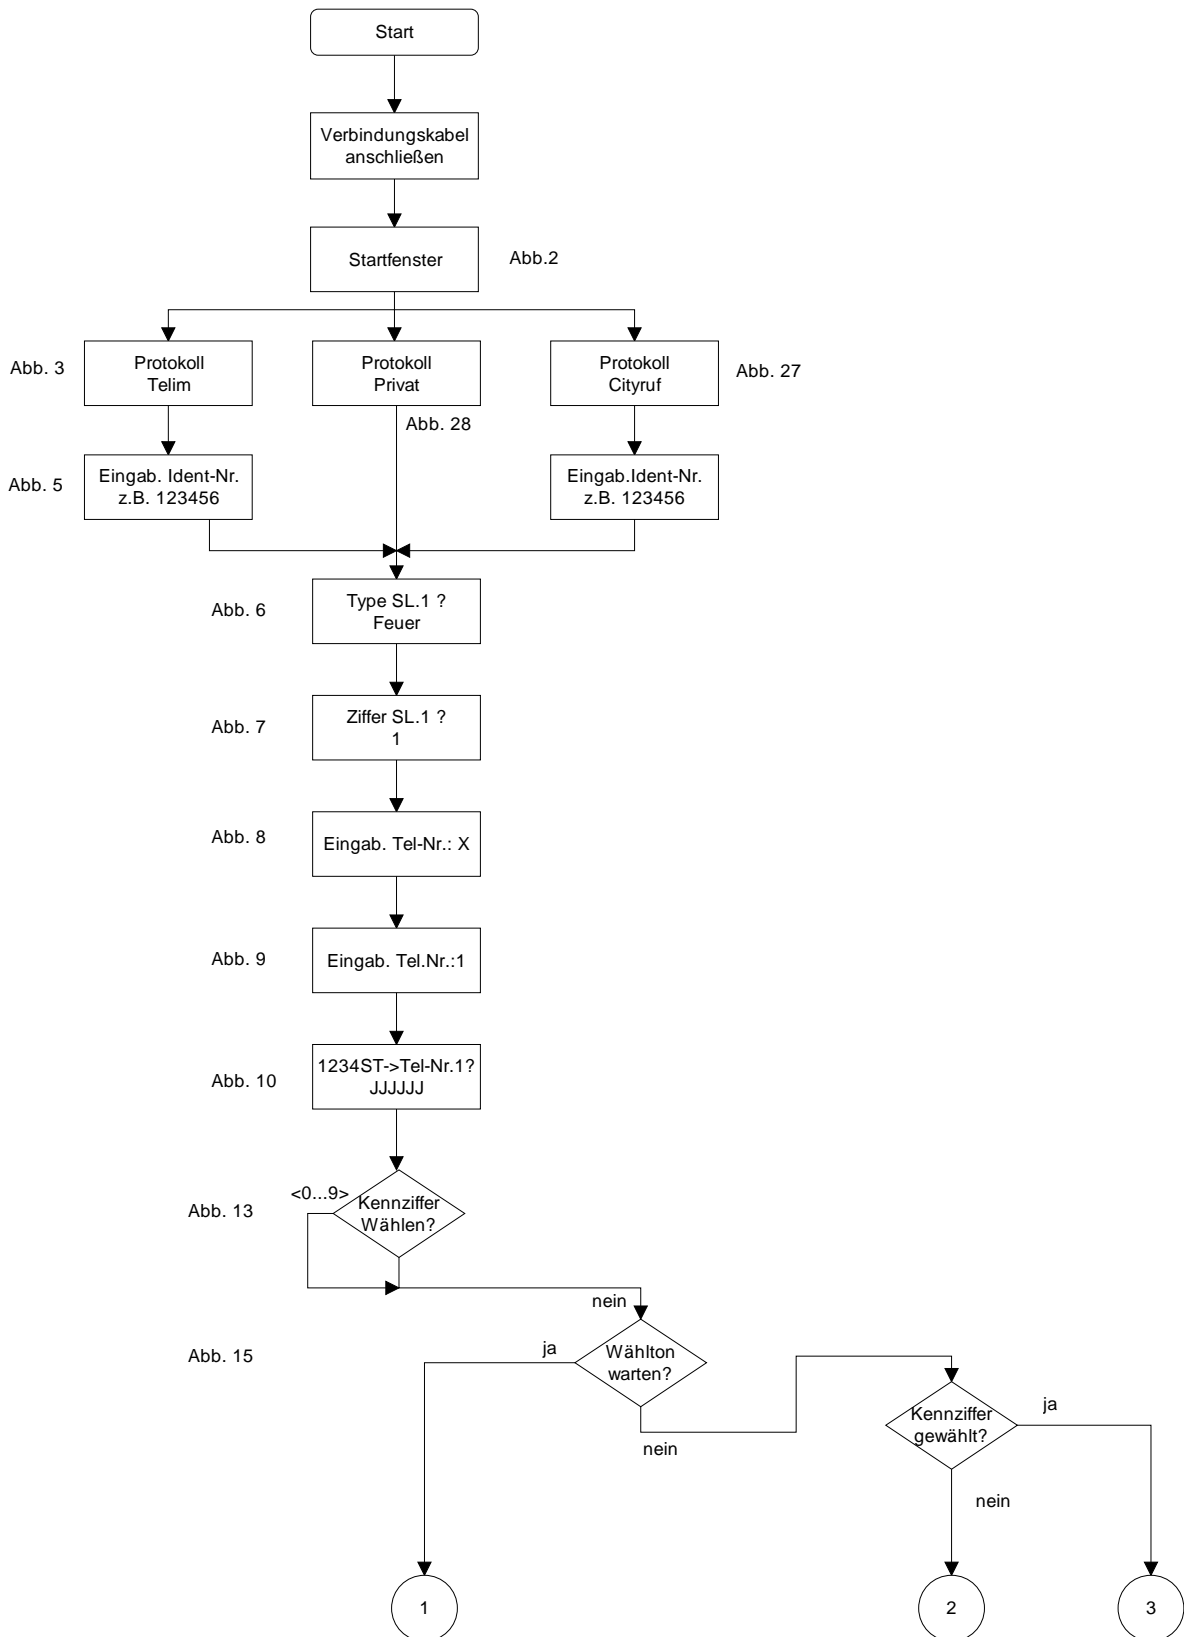 Start
Verbindungskabel
anschließen
Startfenster
Abb.2
Abb. 3
Protokoll
Telim
Protokoll
Privat
Protokoll
Cityruf
Abb. 27
Abb. 28
Abb. 5
Eingab. Ident-Nr.
z.B. 123456
Eingab.Ident-Nr.
z.B. 123456
Abb. 6
Type SL.1 ?
Feuer
Abb. 7
Ziffer SL.1 ?
1
Abb. 8
Eingab. Tel-Nr.: X
Abb. 9
Eingab. Tel.Nr.:1
Abb. 10
1234ST->Tel-Nr.1?
JJJJJJ
Abb. 13
<0...9>
Kennziffer
Wählen?
nein
Abb. 15
ja
Wählton
warten?
nein
Kennziffer
gewählt?
ja
nein
1
2
3